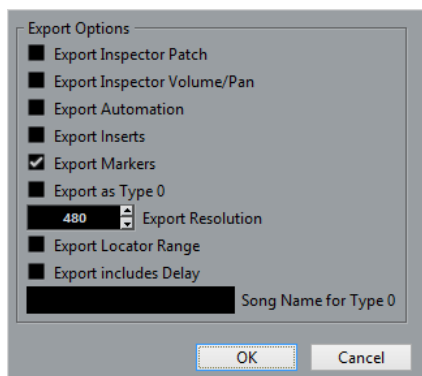 Export Options
Export Inspector Patch
Export Inspector Volume/Pan
Export Automation
Export Inserts
Export Markers
Export as Type 0
480 Export Resolution
Export Locator Range
Export includes Delay
Song Name for Type 0
OK Cancel